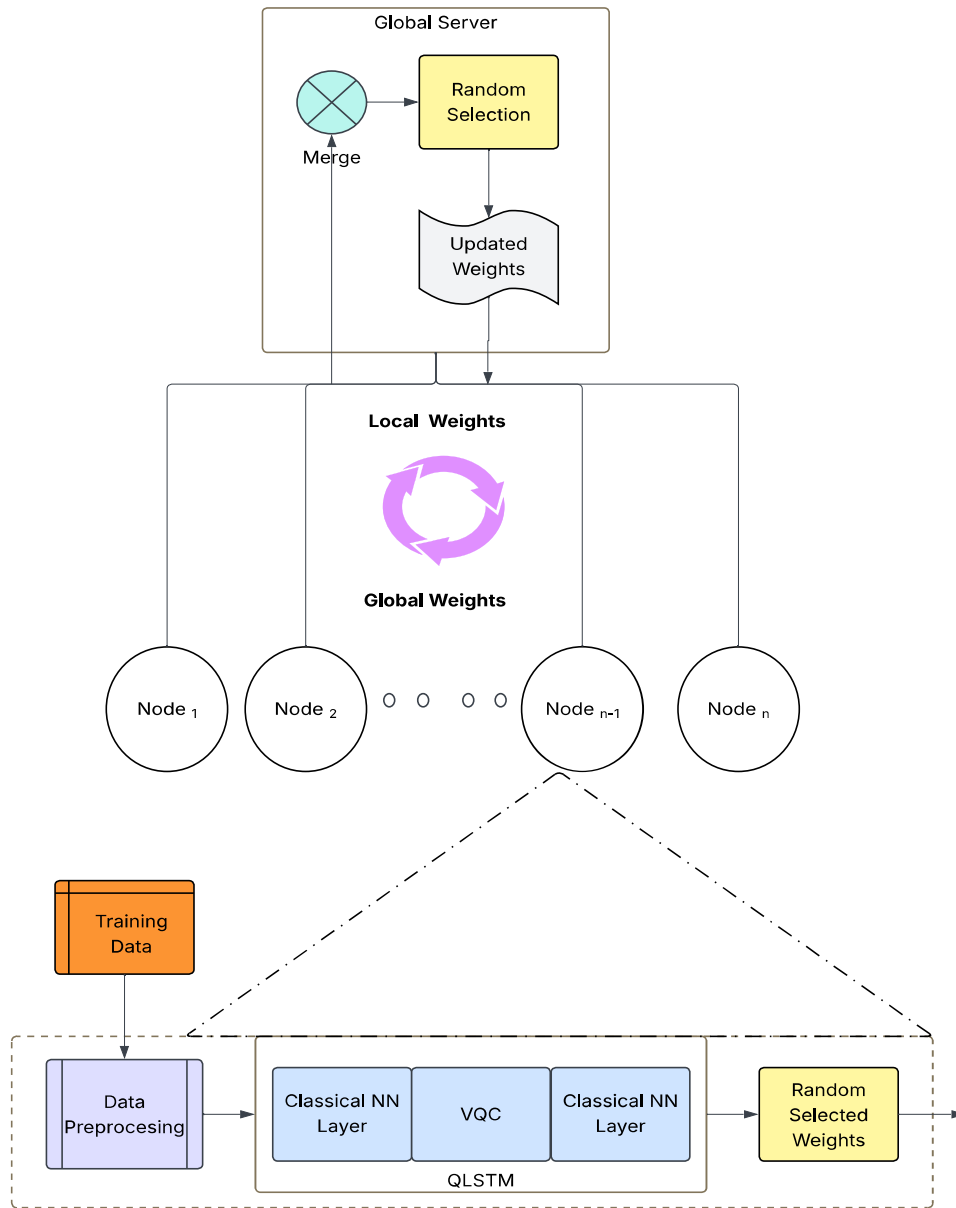 Global Server
Random
Selection
Merge
Updated
Weights
Local Weights
Global Weights
Node 1
Node 2
Node n-1
Node n
Training
Data
Data
Preprocesing
Classical NN
Layer
VQC
Classical NN
Layer
QLSTM
Random
Selected
Weights